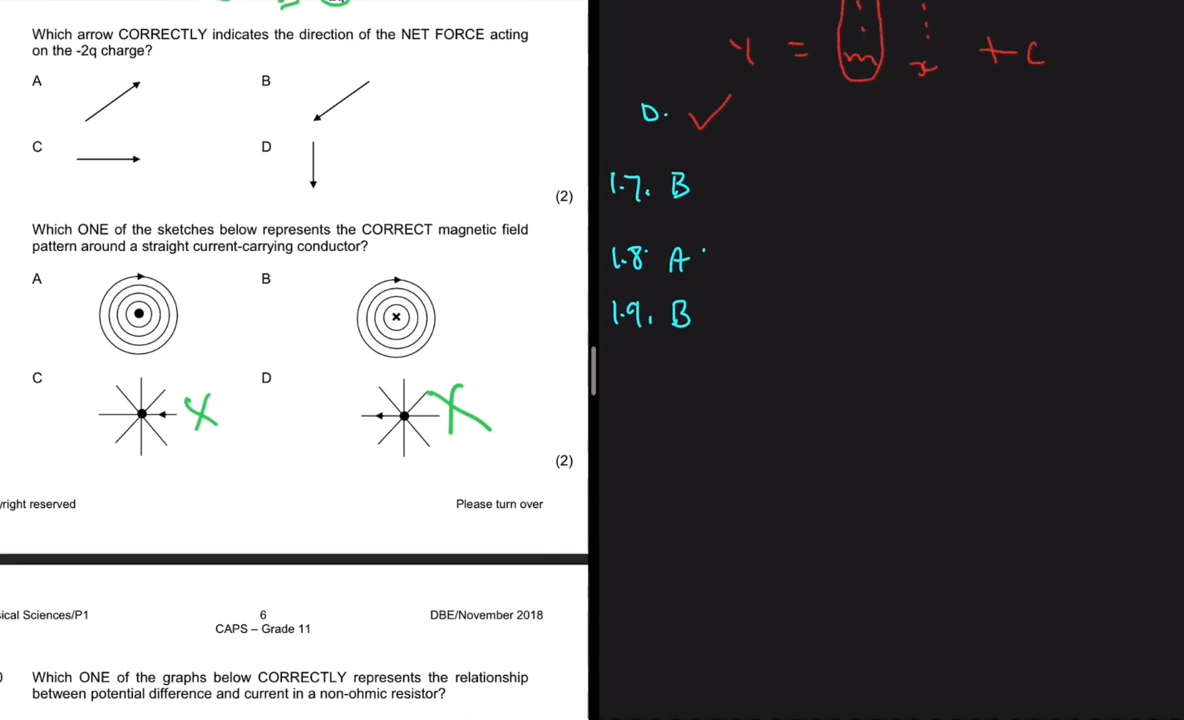 Which arrow CORRECTLY indicates the direction of the NET FORCE acting
on the -2q charge?
A
B
C
D
(2)
Which ONE of the sketches below represents the CORRECT magnetic field
pattern around a straight current-carrying conductor?
A
B
C
D
(2)
yright reserved
Please turn over
sical Sciences/P1
6
DBE/November 2018
CAPS – Grade 11
Which ONE of the graphs below CORRECTLY represents the relationship
between potential difference and current in a non-ohmic resistor?
y = m x + c
D.
1.7. B
1.8. A
1.9. B